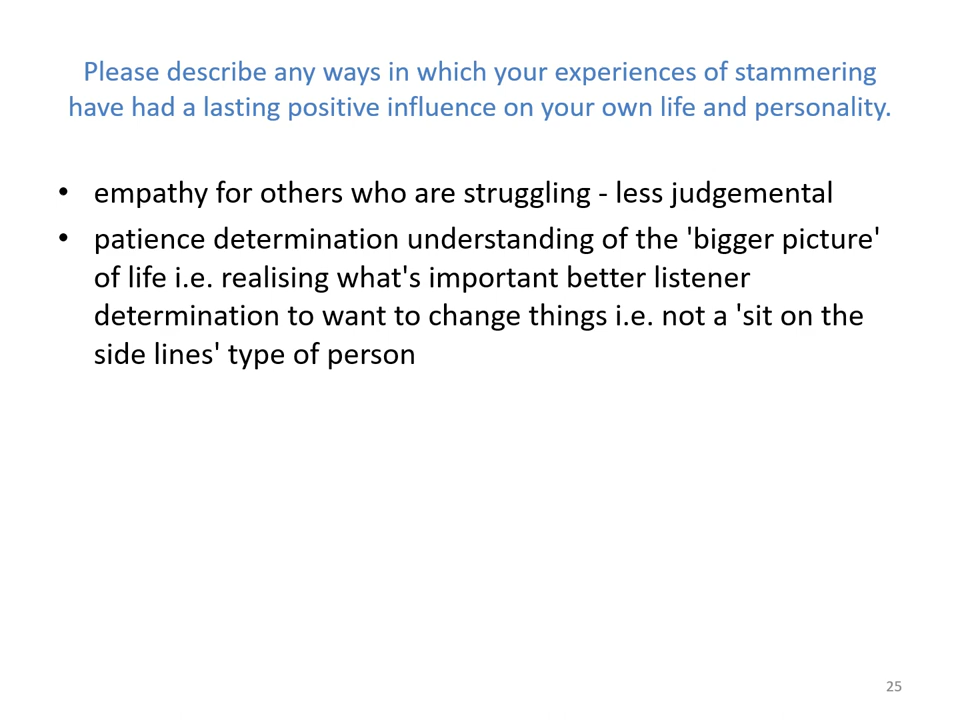 Please describe any ways in which your experiences of stammering
have had a lasting positive influence on your own life and personality.
• empathy for others who are struggling - less judgemental
• patience determination understanding of the 'bigger picture'
of life i.e. realising what's important better listener
determination to want to change things i.e. not a 'sit on the
side lines' type of person
25